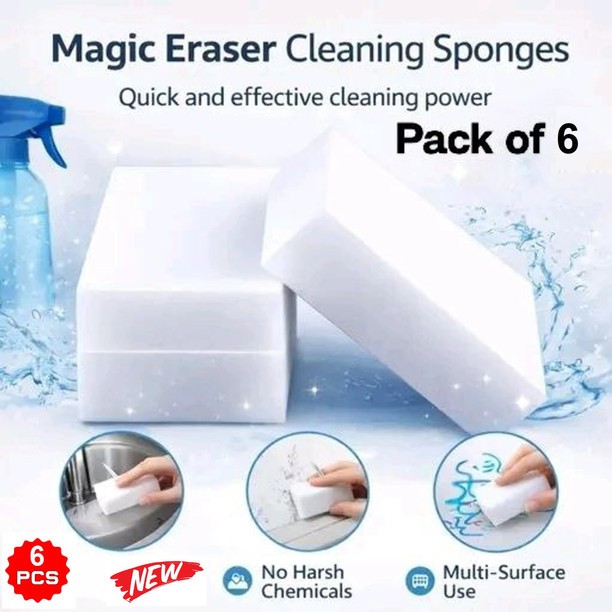 Magic Eraser Cleaning Sponges
Quick and effective cleaning power
Pack of 6
6
PCS
NEW
No Harsh
Chemicals
Multi-Surface
Use